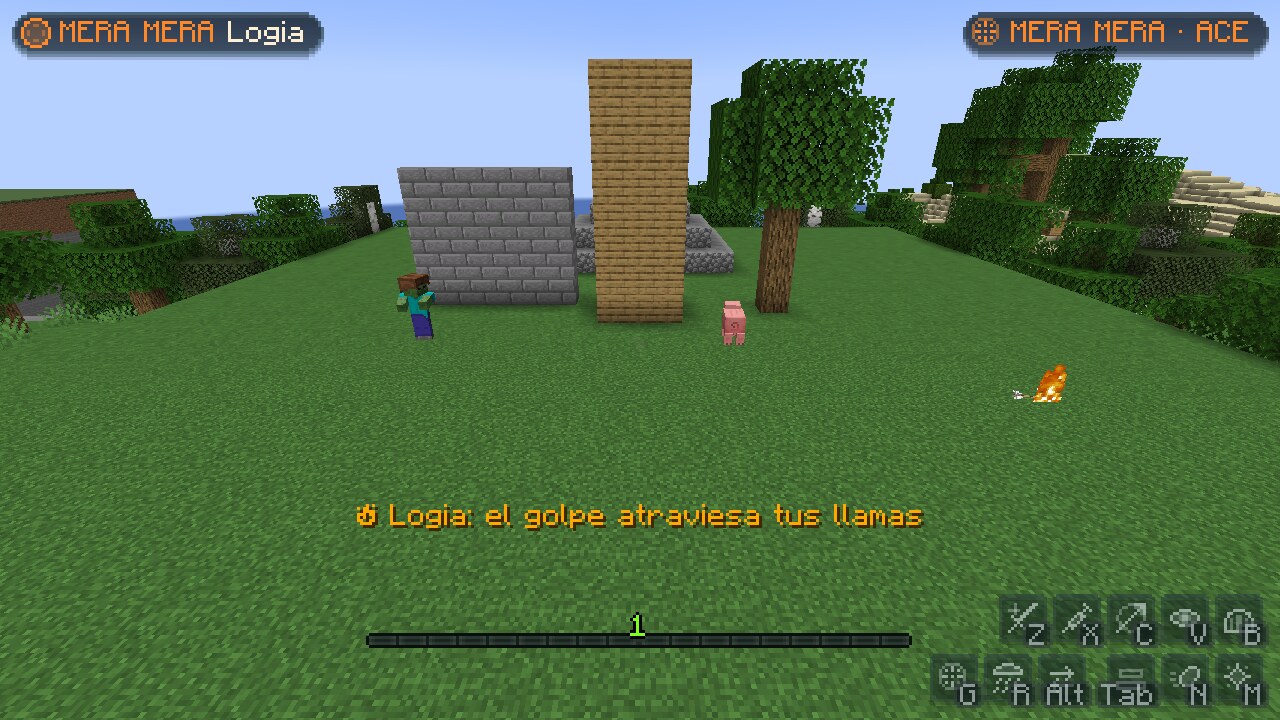 MERA MERA Logia
MERA MERA · ACE
Logia: el golpe atraviesa tus llamas
1
Z X C V B
G R Alt Tab N M